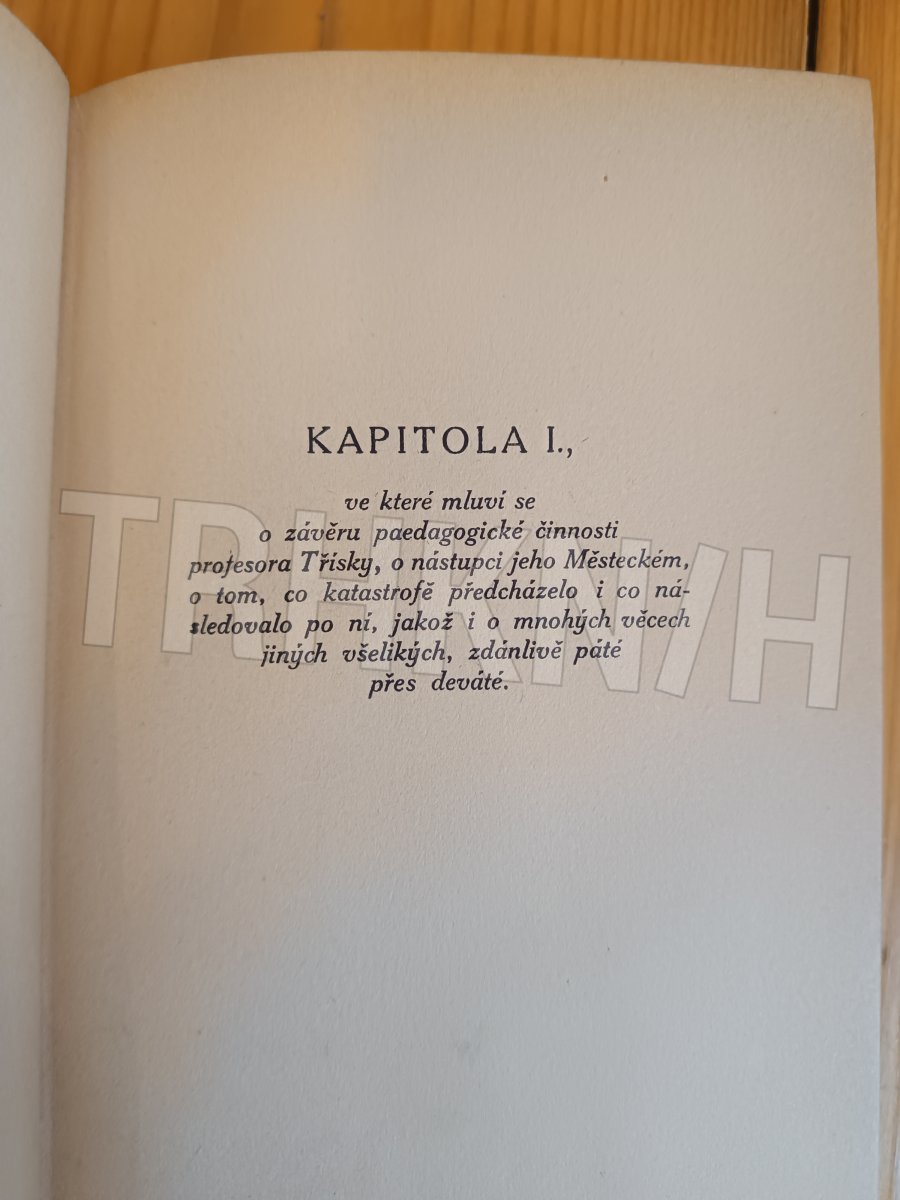 KAPITOLA I.,
ve které mluví se
o závěru paedagogické činnosti
profesora Třísky, o nástupci jeho Městeckém,
o tom, co katastrofě předcházelo i co ná-
sledovalo po ní, jakož i o mnohých věcech
jiných všelikých, zdánlivě páté
přes deváté.
TRHKNIH